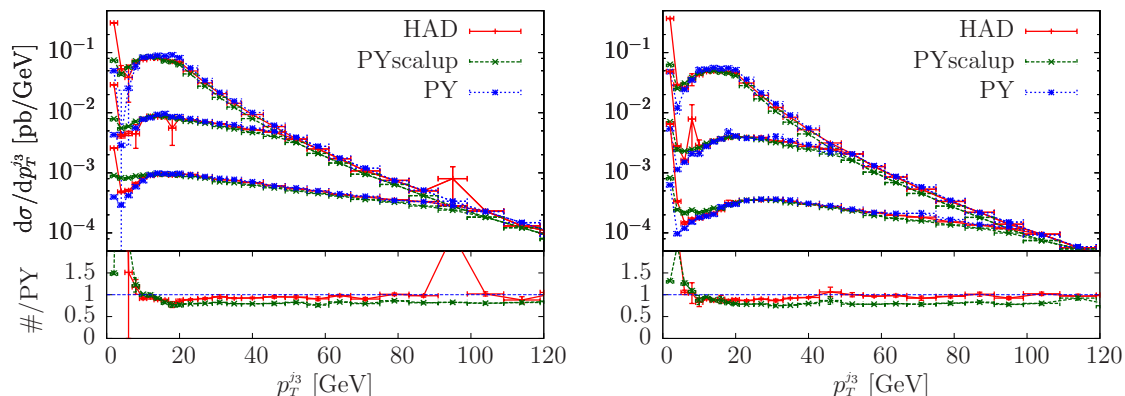 dσ/dp_T^{j3} [pb/GeV]
10^{-1}
10^{-2}
10^{-3}
10^{-4}
HAD
PYscalup
PY
#/PY
1.5
1
0.5
0
0 20 40 60 80 100 120
p_T^{j3} [GeV]
10^{-1}
10^{-2}
10^{-3}
10^{-4}
HAD
PYscalup
PY
1.5
1
0.5
0
0 20 40 60 80 100 120
p_T^{j3} [GeV]